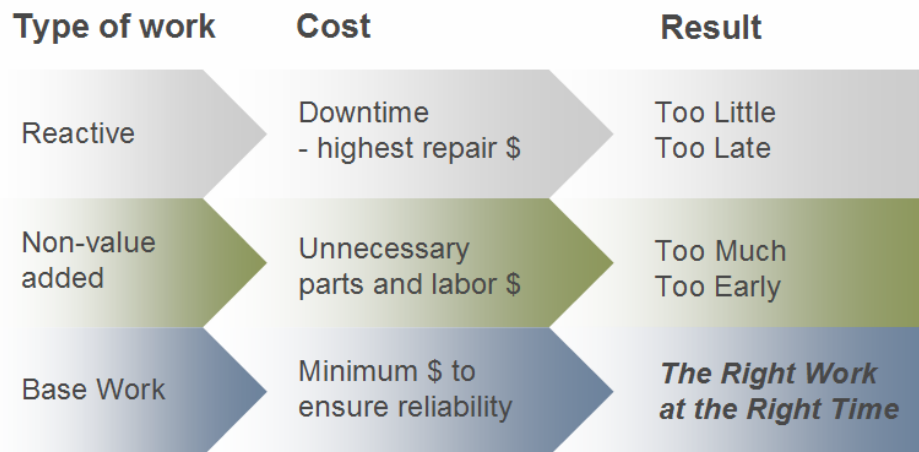 Type of work
Cost
Result
Reactive
Downtime
- highest repair $
Too Little
Too Late
Non-value
added
Unnecessary
parts and labor $
Too Much
Too Early
Base Work
Minimum $ to
ensure reliability
The Right Work
at the Right Time